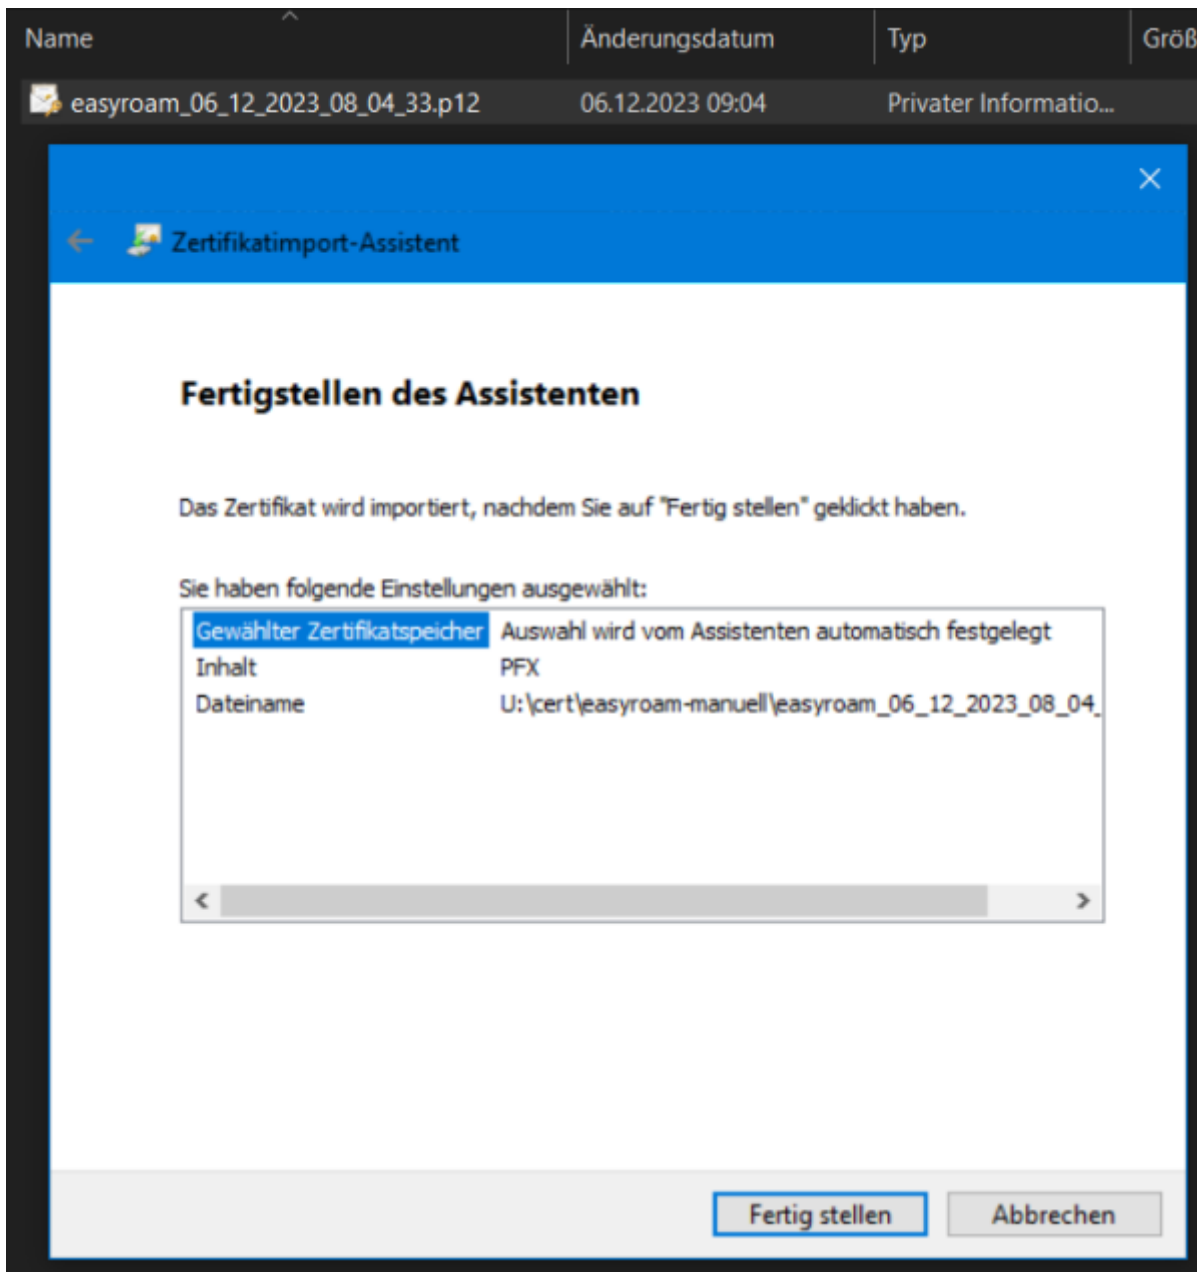 Name Änderungsdatum Typ Größ
easyroam_06_12_2023_08_04_33.p12 06.12.2023 09:04 Privater Informatio...
Zertifikatimport-Assistent
Fertigstellen des Assistenten
Das Zertifikat wird importiert, nachdem Sie auf "Fertig stellen" geklickt haben.
Sie haben folgende Einstellungen ausgewählt:
Gewählter Zertifikatspeicher Auswahl wird vom Assistenten automatisch festgelegt
Inhalt PFX
Dateiname U:\cert\easyroam-manuell\easyroam_06_12_2023_08_04_
Fertig stellen Abbrechen